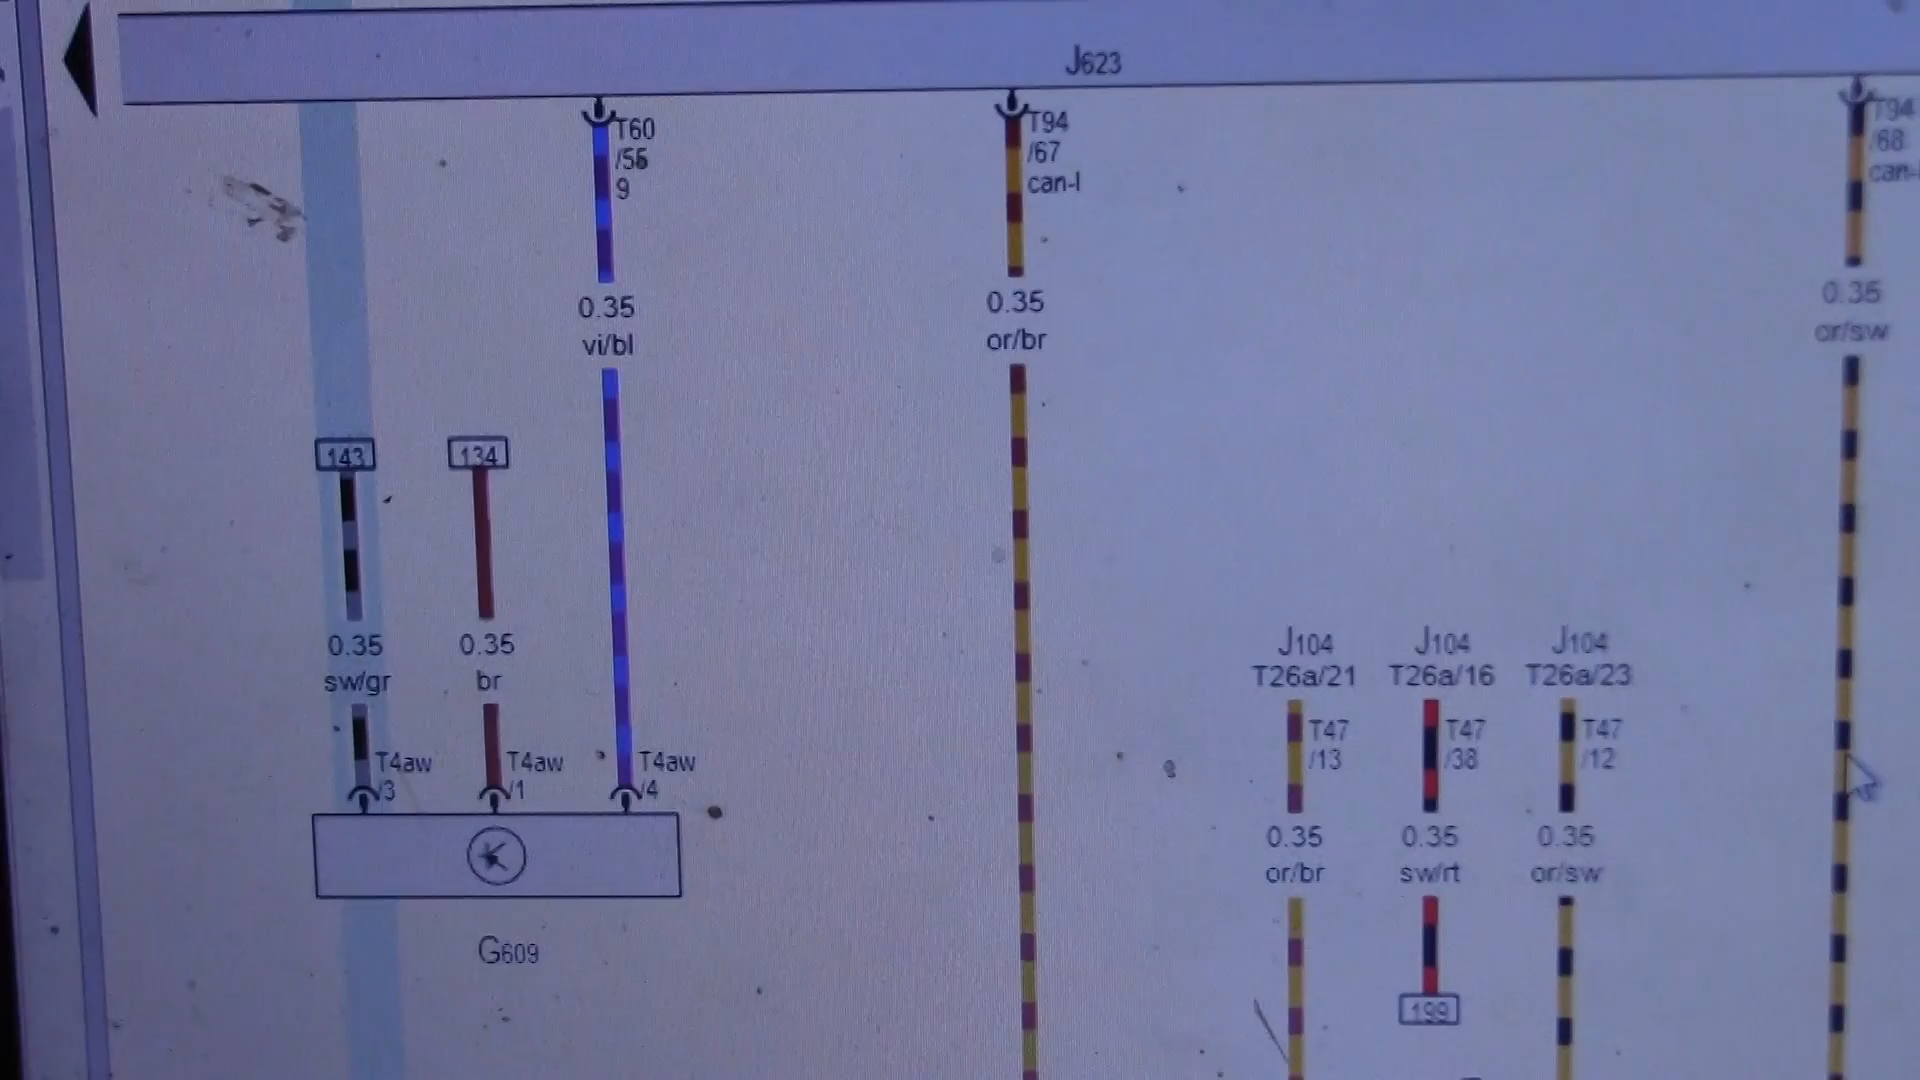 J623
T60
/56
9
T94
/67
can-l
T94
/68
0.35
vi/bl
0.35
or/br
0.35
or/sw
143
134
0.35
sw/gr
0.35
br
T4aw
/3
T4aw
/1
T4aw
/4
G609
J104
T26a/21
J104
T26a/16
J104
T26a/23
T47
/13
T47
/38
T47
/12
0.35
or/br
0.35
sw/rt
0.35
or/sw
199